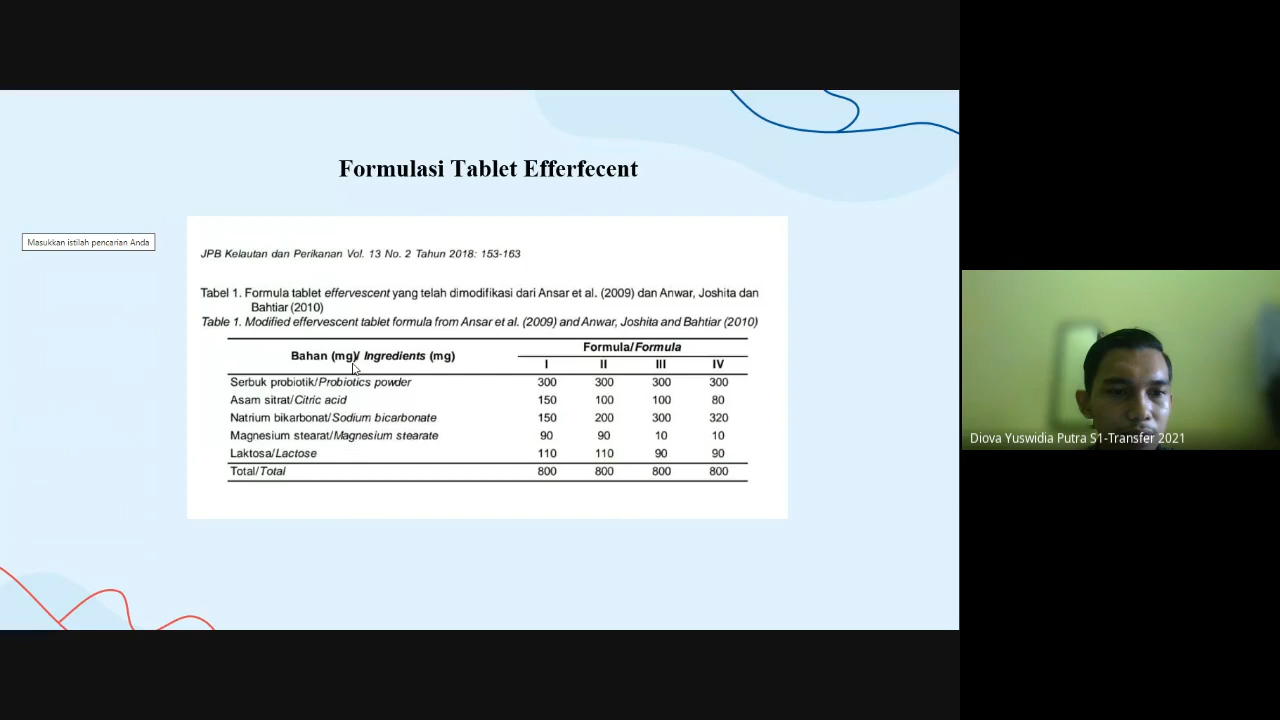 Formulasi Tablet Efferfecent
Masukkan istilah pencarian Anda
JPB Kelautan dan Perikanan Vol. 13 No. 2 Tahun 2018: 153-163
Tabel 1. Formula tablet effervescent yang telah dimodifikasi dari Ansar et al. (2009) dan Anwar, Joshita dan
Bahtiar (2010)
Table 1. Modified effervescent tablet formula from Ansar et al. (2009) and Anwar, Joshita and Bahtiar (2010)
Bahan (mg)/ Ingredients (mg) Formula/Formula
I II III IV
Serbuk probiotik/Probiotics powder 300 300 300 300
Asam sitrat/Citric acid 150 100 100 80
Natrium bikarbonat/Sodium bicarbonate 150 200 300 320
Magnesium stearat/Magnesium stearate 90 90 10 10
Laktosa/Lactose 110 110 90 90
Total/Total 800 800 800 800
Diova Yuswidia Putra S1-Transfer 2021